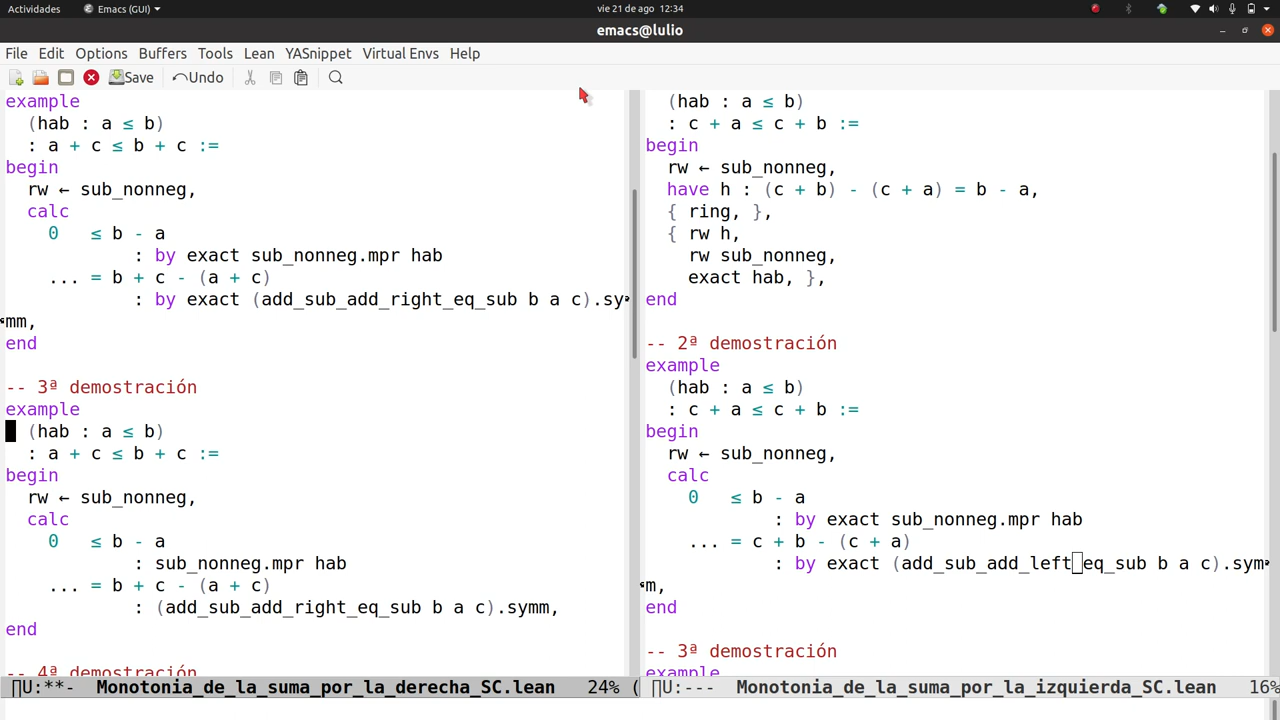 Actividades Emacs (GUI) vie 21 de ago 12:34
emacs@lulio
File Edit Options Buffers Tools Lean YASnippet Virtual Envs Help
Save Undo
example
(hab : a ≤ b)
: a + c ≤ b + c :=
begin
rw ← sub_nonneg,
calc
0 ≤ b - a
: by exact sub_nonneg.mpr hab
... = b + c - (a + c)
: by exact (add_sub_add_right_eq_sub b a c).sy
mm,
end
-- 3ª demostración
example
(hab : a ≤ b)
: a + c ≤ b + c :=
begin
rw ← sub_nonneg,
calc
0 ≤ b - a
: sub_nonneg.mpr hab
... = b + c - (a + c)
: (add_sub_add_right_eq_sub b a c).symm,
end
-- 4ª demostración
∏U:**- Monotonia_de_la_suma_por_la_derecha_SC.lean 24% (
(hab : a ≤ b)
: c + a ≤ c + b :=
begin
rw ← sub_nonneg,
have h : (c + b) - (c + a) = b - a,
{ ring, },
{ rw h,
rw sub_nonneg,
exact hab, },
end
-- 2ª demostración
example
(hab : a ≤ b)
: c + a ≤ c + b :=
begin
rw ← sub_nonneg,
calc
0 ≤ b - a
: by exact sub_nonneg.mpr hab
... = c + b - (c + a)
: by exact (add_sub_add_left_eq_sub b a c).sym
m,
end
-- 3ª demostración
example
∏U:--- Monotonia_de_la_suma_por_la_izquierda_SC.lean 16%